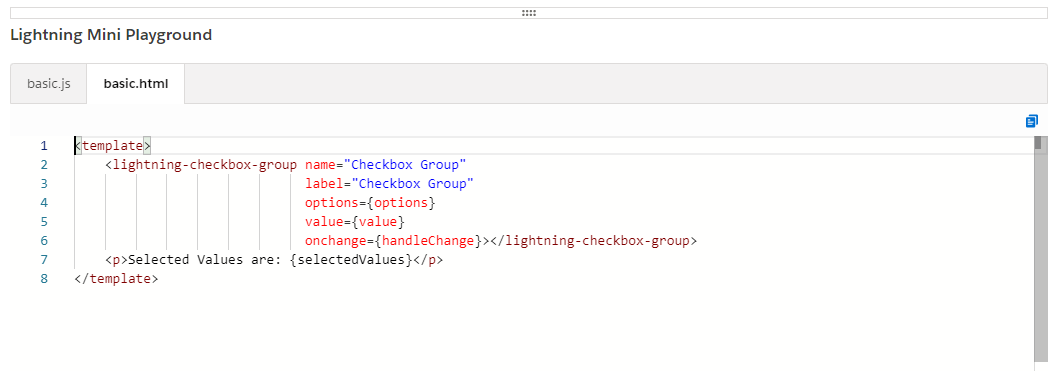 Lightning Mini Playground
basic.js
basic.html
1 <template>
2 <lightning-checkbox-group name="Checkbox Group"
3 label="Checkbox Group"
4 options={options}
5 value={value}
6 onchange={handleChange}></lightning-checkbox-group>
7 <p>Selected Values are: {selectedValues}</p>
8 </template>